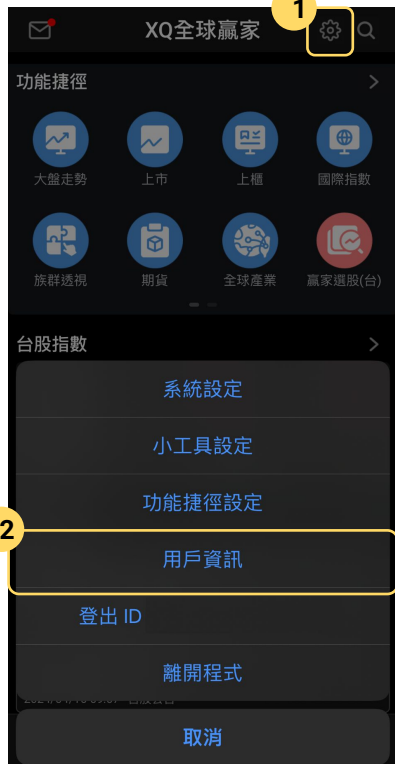 1
XQ全球贏家
功能捷徑
大盤走勢
上市
上櫃
國際指數
族群透視
期貨
全球產業
贏家選股(台)
台股指數
系統設定
小工具設定
功能捷徑設定
2
用戶資訊
登出 ID
離開程式
取消